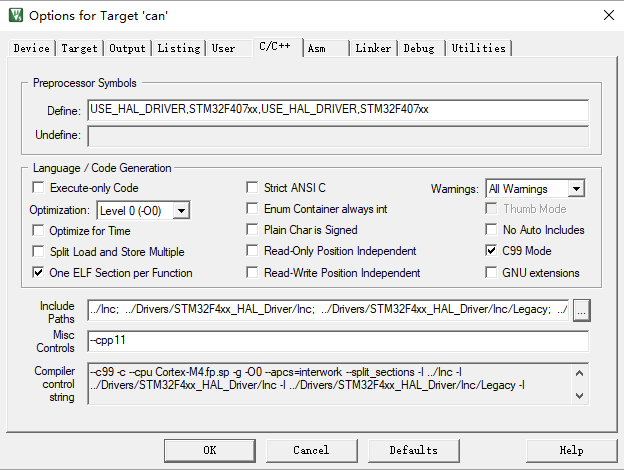 Options for Target 'can'
Device Target Output Listing User C/C++ Asm Linker Debug Utilities
Preprocessor Symbols
Define: USE_HAL_DRIVER,STM32F407xx,USE_HAL_DRIVER,STM32F407xx
Undefine:
Language / Code Generation
Execute-only Code Strict ANSI C Warnings: All Warnings
Optimization: Level 0 (-O0) Enum Container always int Thumb Mode
Optimize for Time Plain Char is Signed No Auto Includes
Split Load and Store Multiple Read-Only Position Independent C99 Mode
One ELF Section per Function Read-Write Position Independent GNU extensions
Include Paths ../Inc; ../Drivers/STM32F4xx_HAL_Driver/Inc; ../Drivers/STM32F4xx_HAL_Driver/Inc/Legacy; ../ ...
Misc Controls --cpp11
Compiler control string --c99 -c --cpu Cortex-M4.fp.sp -g -O0 --apcs=interwork --split_sections -I ../Inc -I
../Drivers/STM32F4xx_HAL_Driver/Inc -I ../Drivers/STM32F4xx_HAL_Driver/Inc/Legacy -I
OK Cancel Defaults Help